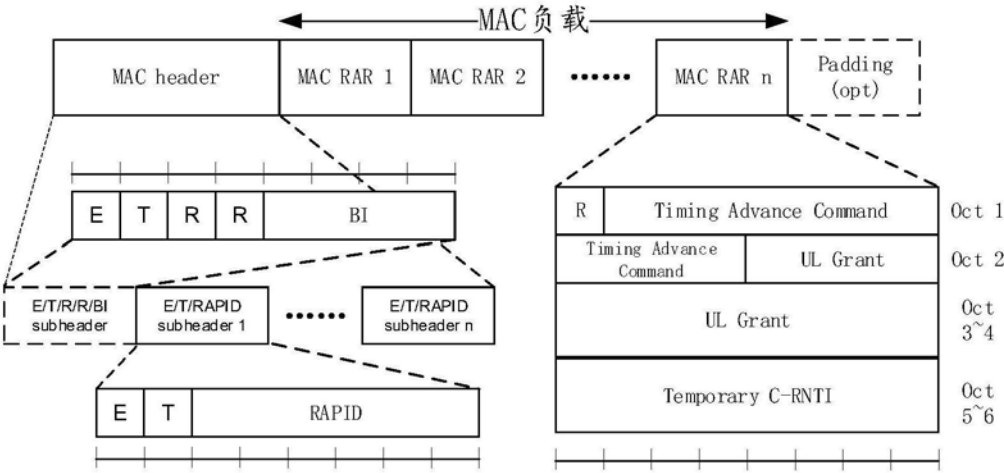 MAC负载
MAC header
MAC RAR 1
MAC RAR 2
MAC RAR n
Padding
(opt)
E
T
R
R
BI
E/T/R/R/BI
subheader
E/T/RAPID
subheader 1
E/T/RAPID
subheader n
E
T
RAPID
R
Timing Advance Command
Oct 1
Timing Advance
Command
UL Grant
Oct 2
UL Grant
Oct
3~4
Temporary C-RNTI
Oct
5~6